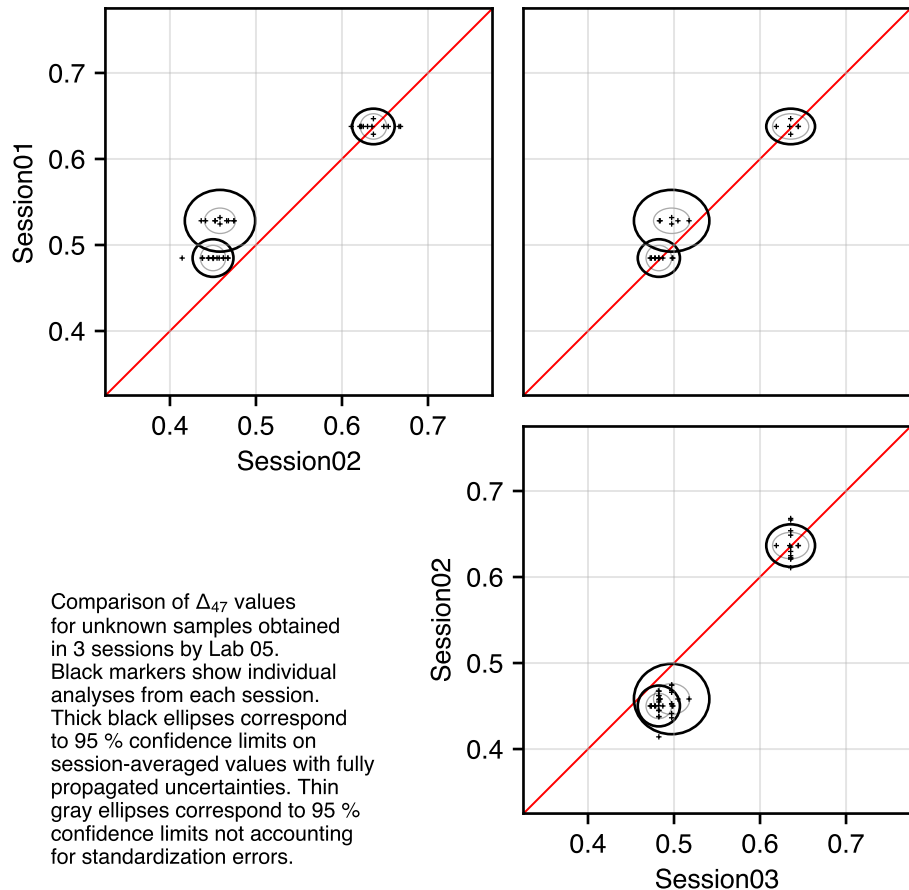 0.7
0.6
0.5
0.4
Session01
0.4 0.5 0.6 0.7
Session02
0.7
0.6
0.5
0.4
Session02
0.4 0.5 0.6 0.7
Session03
Comparison of Δ₄₇ values
for unknown samples obtained
in 3 sessions by Lab 05.
Black markers show individual
analyses from each session.
Thick black ellipses correspond
to 95 % confidence limits on
session-averaged values with fully
propagated uncertainties. Thin
gray ellipses correspond to 95 %
confidence limits not accounting
for standardization errors.